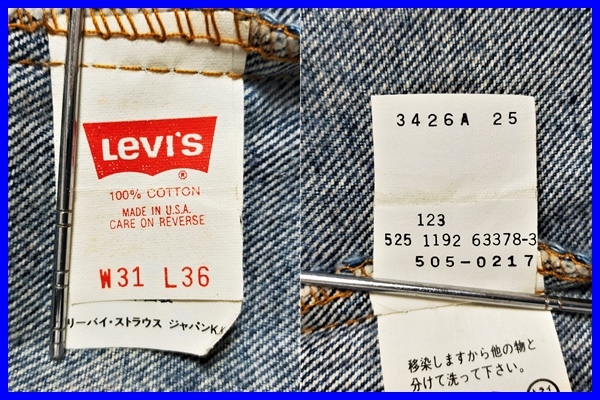 Levi's
®
100% COTTON
MADE IN U.S.A.
CARE ON REVERSE
W31 L36
リーバイ・ストラウス ジャパンK.K
3426A 25
123
525 1192 63378-3
505-0217
移染しますから他の物と
分けて洗って下さい。